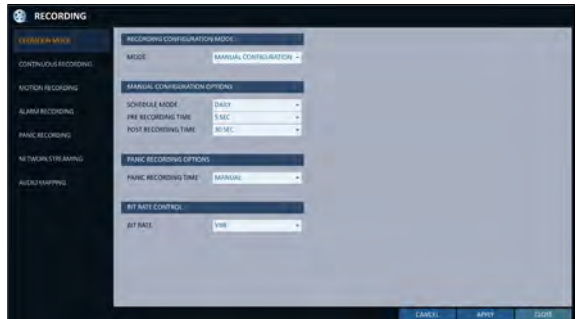 RECORDING
OPERATION MODE
CONTINUOUS RECORDING
MOTION RECORDING
ALARM RECORDING
PANIC RECORDING
NETWORK STREAMING
AUDIO MAPPING
RECORDING CONFIGURATION MODE
MODE MANUAL CONFIGURATION
MANUAL CONFIGURATION OPTIONS
SCHEDULE MODE DAILY
PRE RECORDING TIME 5 SEC
POST RECORDING TIME 30 SEC
PANIC RECORDING OPTIONS
PANIC RECORDING TIME MANUAL
BIT RATE CONTROL
BIT RATE VBR
CANCEL APPLY CLOSE